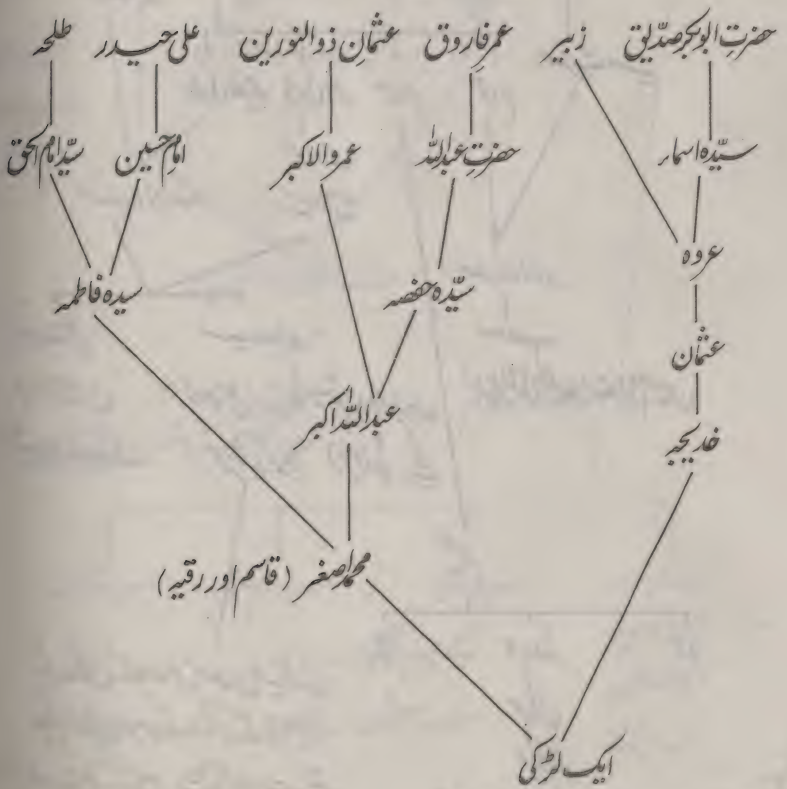 حضرتِ ابوبکر صدّیق زبیر عمرِ فاروق عثمانِ ذوالنورین علی حیدر طلحہ
سیّدہ اسمار حضرتِ عبداللہ عمرو الاکبر امامِ حسین سیّدہ ام الحق
عروہ
سیّدہ حفصہ سیدہ فاطمہ
عثمان
عبداللہ اکبر
خدیجہ
محمد اصغر (قاسم اور رقیہ)
ایک لڑکی